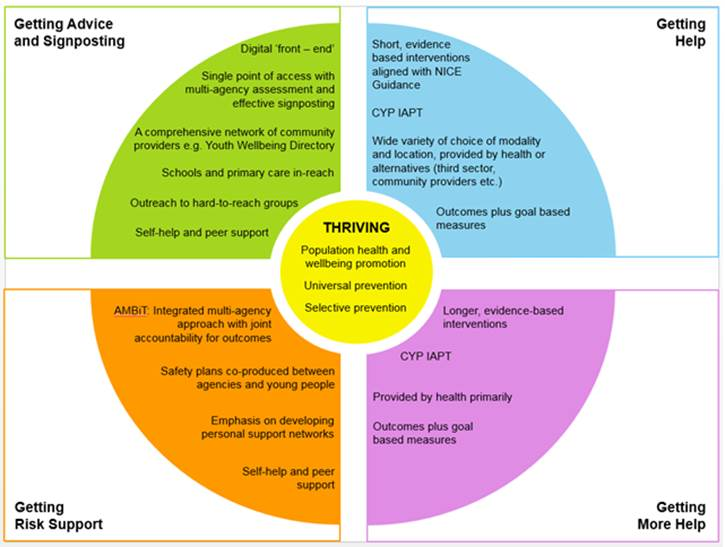 Getting Advice
and Signposting
Digital ‘front – end’
Single point of access with
multi-agency assessment and
effective signposting
A comprehensive network of community
providers e.g. Youth Wellbeing Directory
Schools and primary care in-reach
Outreach to hard-to-reach groups
Self-help and peer support
Getting
Help
Short, evidence
based interventions
aligned with NICE
Guidance
CYP IAPT
Wide variety of choice of modality
and location, provided by health or
alternatives (third sector,
community providers etc.)
Outcomes plus goal based
measures
THRIVING
Population health and
wellbeing promotion
Universal prevention
Selective prevention
AMBiT: Integrated multi-agency
approach with joint
accountability for outcomes
Safety plans co-produced between
agencies and young people
Emphasis on developing
personal support networks
Self-help and peer
support
Getting
Risk Support
Longer, evidence-based
interventions
CYP IAPT
Provided by health primarily
Outcomes plus goal
based measures
Getting
More Help